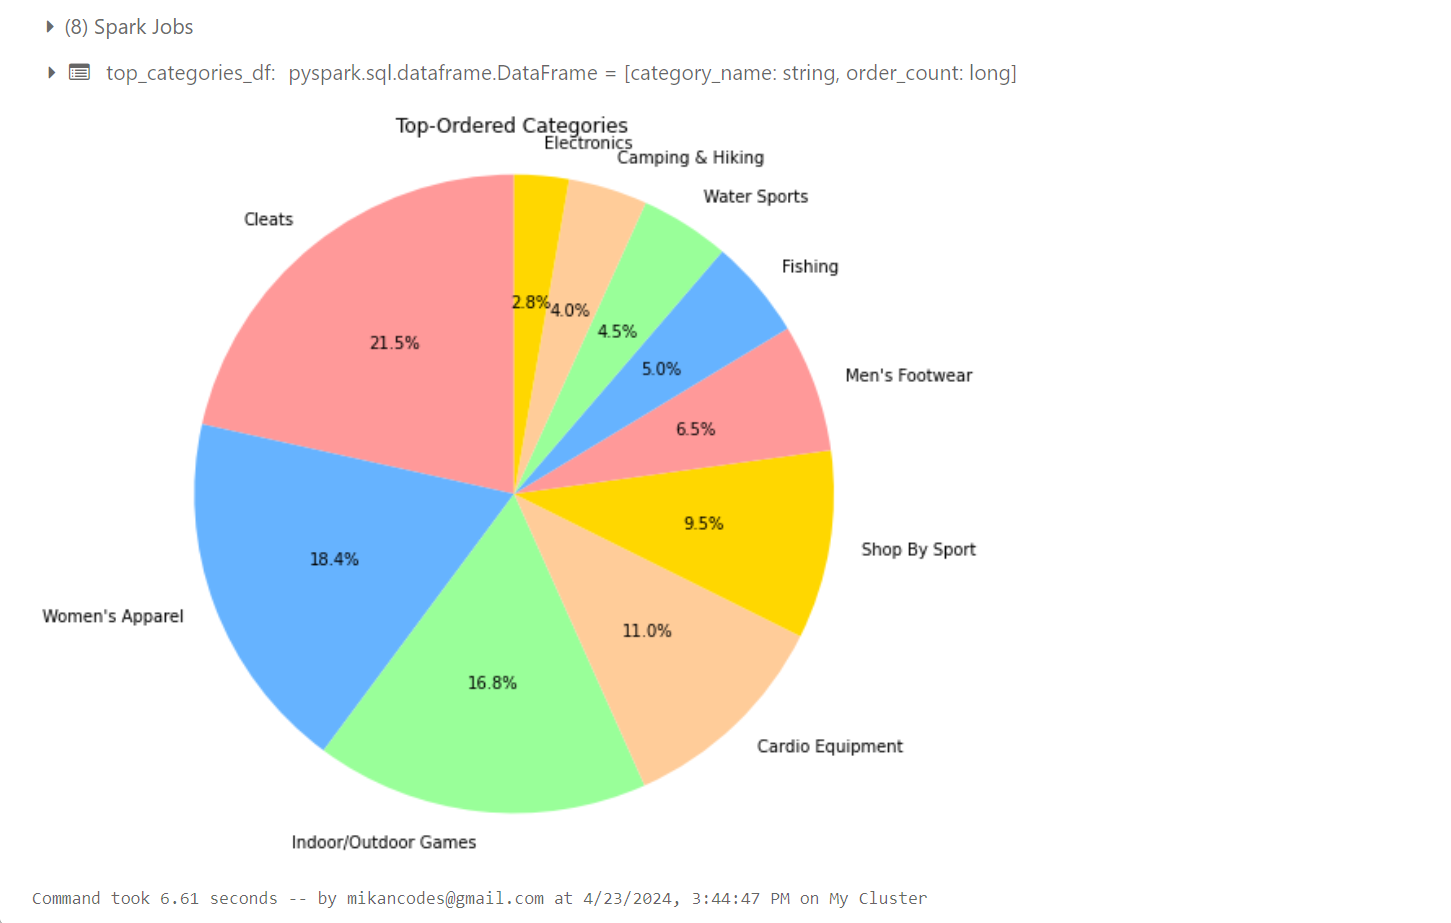 (8) Spark Jobs
top_categories_df: pyspark.sql.dataframe.DataFrame = [category_name: string, order_count: long]
Top-Ordered Categories
Electronics
Camping & Hiking
Water Sports
Cleats
Fishing
2.8%
4.0%
4.5%
21.5%
5.0%
Men's Footwear
6.5%
9.5%
Shop By Sport
18.4%
Women's Apparel
11.0%
16.8%
Cardio Equipment
Indoor/Outdoor Games
Command took 6.61 seconds -- by mikancodes@gmail.com at 4/23/2024, 3:44:47 PM on My Cluster